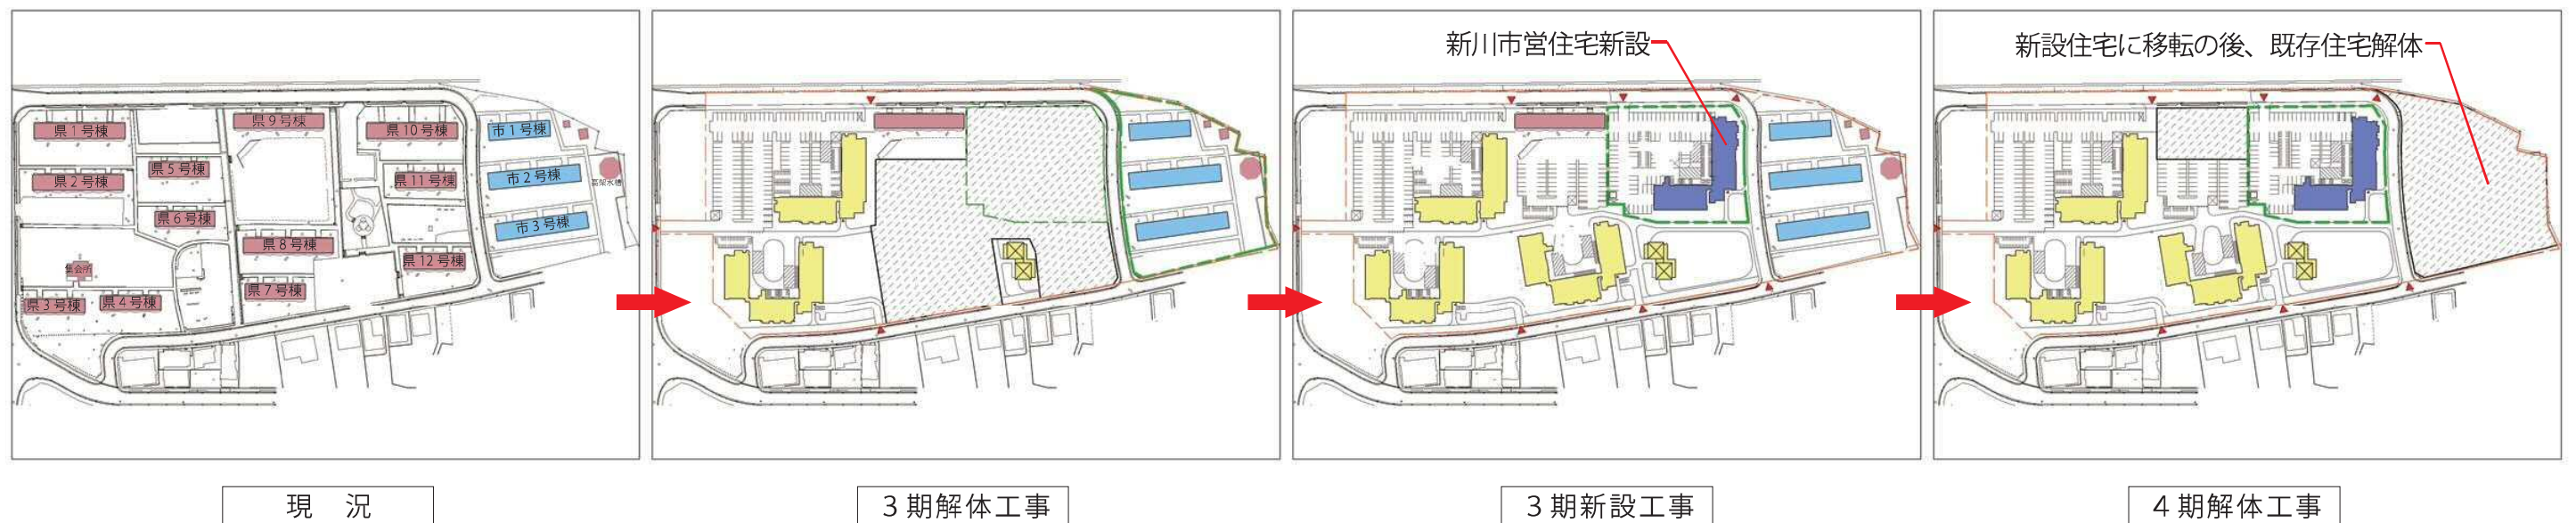 新川市営住宅新設
新設住宅に移転の後、既存住宅解体
県1号棟
県9号棟
県10号棟
市1号棟
県5号棟
県2号棟
県11号棟
市2号棟
高架水槽
県6号棟
市3号棟
県8号棟
県12号棟
集会所
県7号棟
県3号棟
県4号棟
現　況
3期解体工事
3期新設工事
4期解体工事